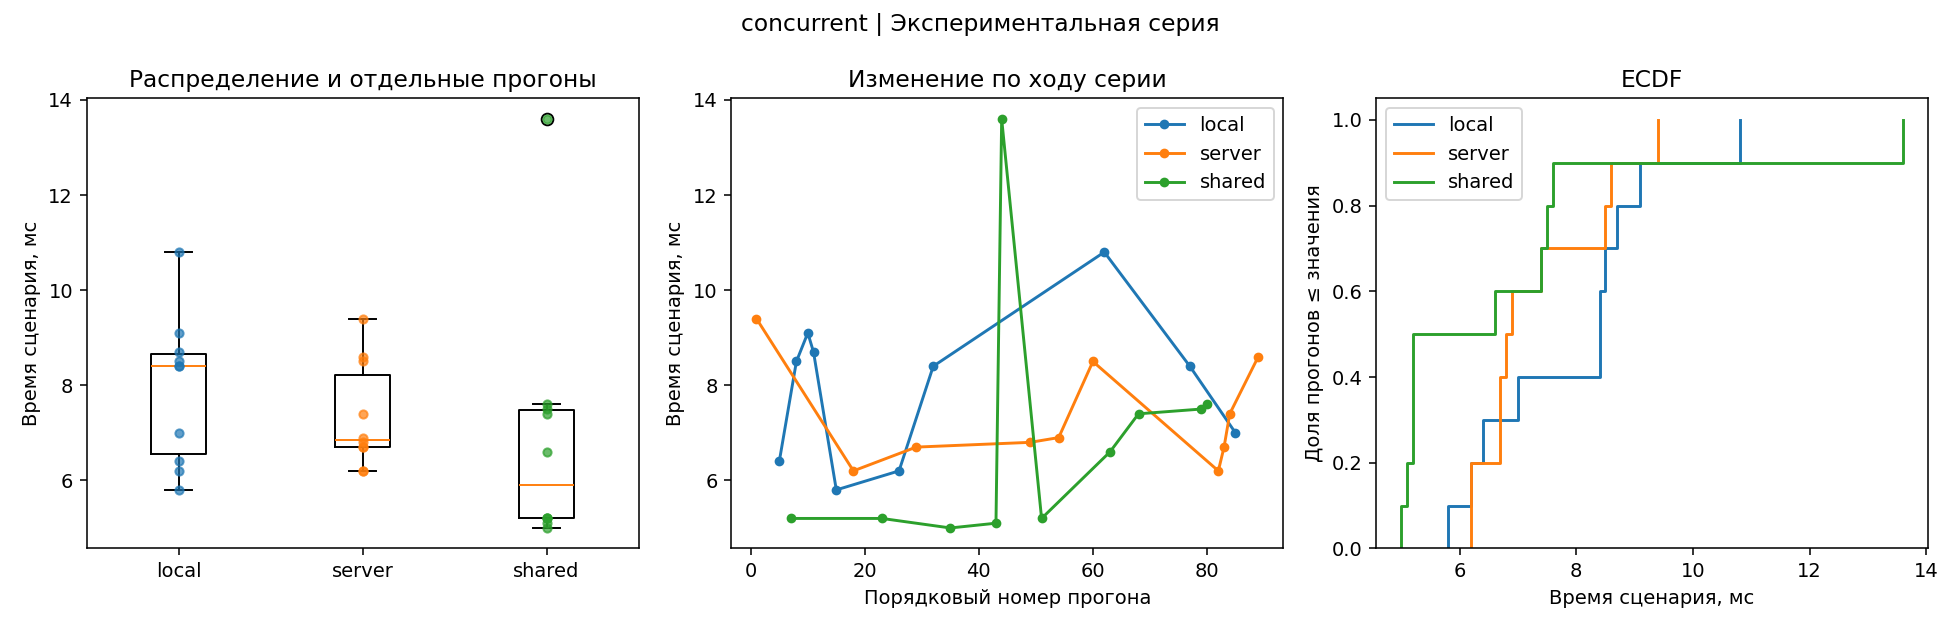 concurrent | Экспериментальная серия
Распределение и отдельные прогоны
Время сценария, мс
14
12
10
8
6
local
server
shared
Изменение по ходу серии
Время сценария, мс
14
12
10
8
6
local
server
shared
0
20
40
60
80
Порядковый номер прогона
ECDF
Доля прогонов ≤ значения
1.0
0.8
0.6
0.4
0.2
0.0
local
server
shared
6
8
10
12
14
Время сценария, мс